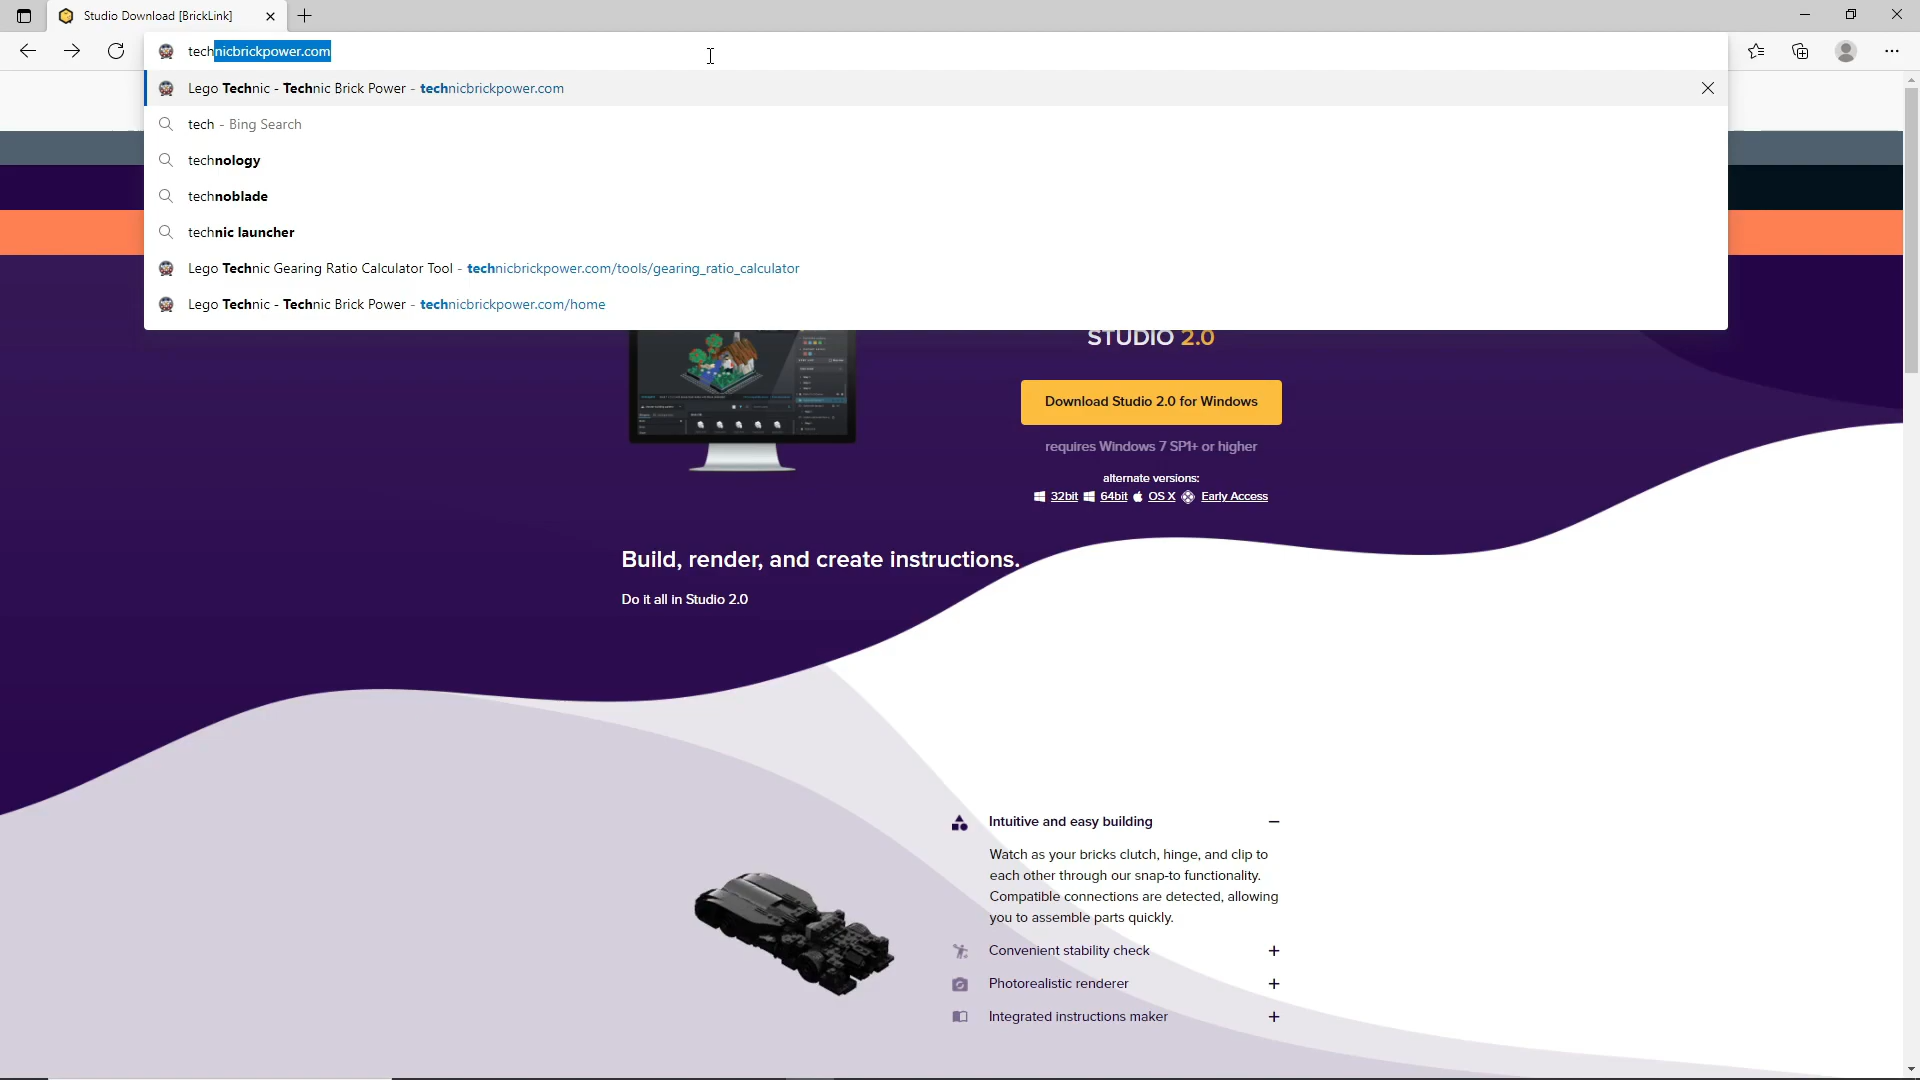 Studio Download [BrickLink]
technicbrickpower.com
Lego Technic - Technic Brick Power - technicbrickpower.com
tech - Bing Search
technology
technoblade
technic launcher
Lego Technic Gearing Ratio Calculator Tool - technicbrickpower.com/tools/gearing_ratio_calculator
Lego Technic - Technic Brick Power - technicbrickpower.com/home
STUDIO 2.0
Download Studio 2.0 for Windows
requires Windows 7 SP1+ or higher
alternate versions:
32bit 64bit OS X Early Access
Build, render, and create instructions.
Do it all in Studio 2.0
Intuitive and easy building
Watch as your bricks clutch, hinge, and clip to
each other through our snap-to functionality.
Compatible connections are detected, allowing
you to assemble parts quickly.
Convenient stability check
Photorealistic renderer
Integrated instructions maker